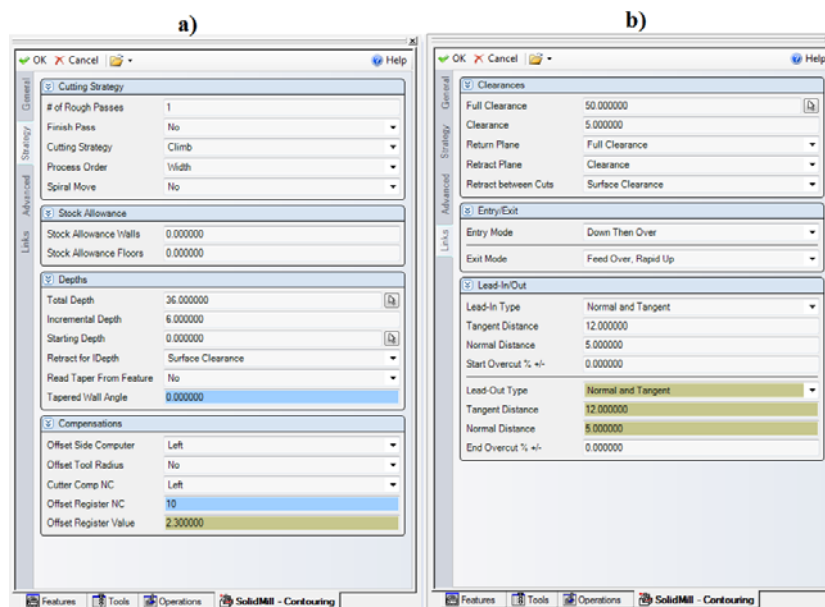 a)
OK Cancel Help
General
Strategy
Advanced
Links
Cutting Strategy
# of Rough Passes 1
Finish Pass No
Cutting Strategy Climb
Process Order Width
Spiral Move No
Stock Allowance
Stock Allowance Walls 0.000000
Stock Allowance Floors 0.000000
Depths
Total Depth 36.000000
Incremental Depth 6.000000
Starting Depth 0.000000
Retract for IDepth Surface Clearance
Read Taper From Feature No
Tapered Wall Angle 0.000000
Compensations
Offset Side Computer Left
Offset Tool Radius No
Cutter Comp NC Left
Offset Register NC 10
Offset Register Value 2.300000
Features Tools Operations SolidMill - Contouring
b)
OK Cancel Help
General
Strategy
Advanced
Links
Clearances
Full Clearance 50.000000
Clearance 5.000000
Return Plane Full Clearance
Retract Plane Clearance
Retract between Cuts Surface Clearance
Entry/Exit
Entry Mode Down Then Over
Exit Mode Feed Over, Rapid Up
Lead-In/Out
Lead-In Type Normal and Tangent
Tangent Distance 12.000000
Normal Distance 5.000000
Start Overcut % +/- 0.000000
Lead-Out Type Normal and Tangent
Tangent Distance 12.000000
Normal Distance 5.000000
End Overcut % +/- 0.000000
Features Tools Operations SolidMill - Contouring